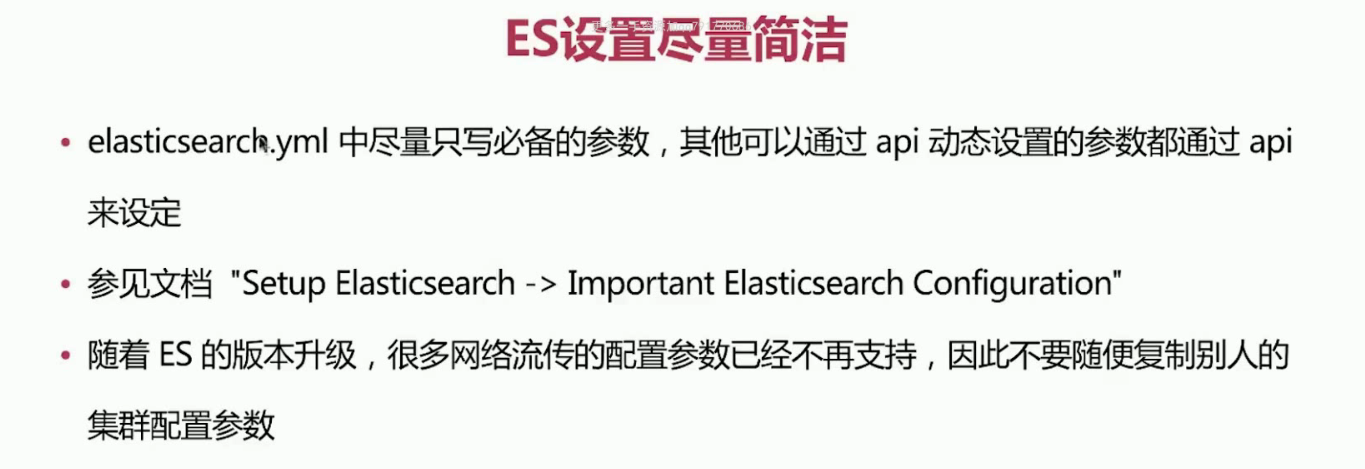 ES设置尽量简洁
• elasticsearch.yml 中尽量只写必备的参数，其他可以通过 api 动态设置的参数都通过 api
来设定
• 参见文档 "Setup Elasticsearch -> Important Elasticsearch Configuration"
• 随着 ES 的版本升级，很多网络流传的配置参数已经不再支持，因此不要随便复制别人的
集群配置参数